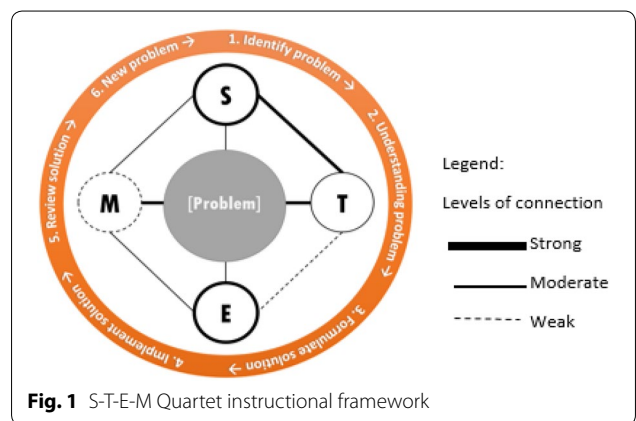 1. Identify problem →
2. Understanding problem →
3. Formulate solution →
4. Implement solution →
5. Review solution →
6. New problem →
S
M
[Problem]
T
E
Legend:
Levels of connection
Strong
Moderate
Weak
Fig. 1 S-T-E-M Quartet instructional framework